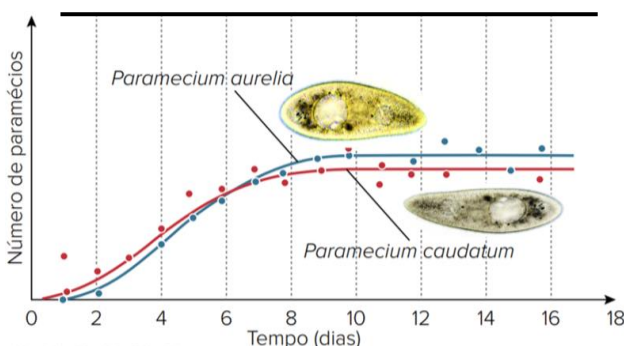 Número de paramécios
Paramecium aurelia
Paramecium caudatum
0 2 4 6 8 10 12 14 16 18
Tempo (dias)